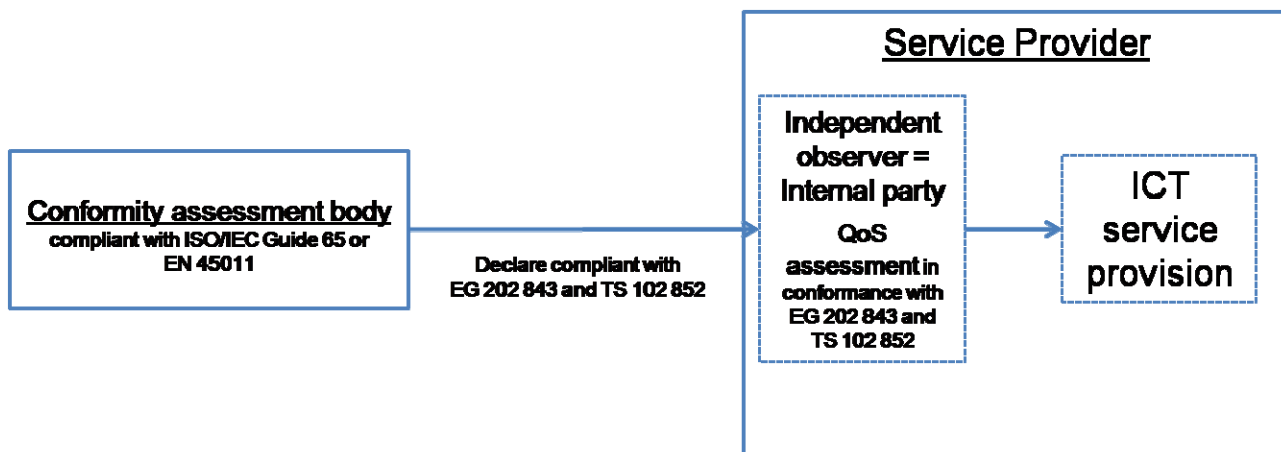 Service Provider
Conformity assessment body
compliant with ISO/IEC Guide 65 or
EN 45011
Declare compliant with
EG 202 843 and TS 102 852
Independent
observer =
Internal party
QoS
assessment in
conformance with
EG 202 843 and
TS 102 852
ICT
service
provision